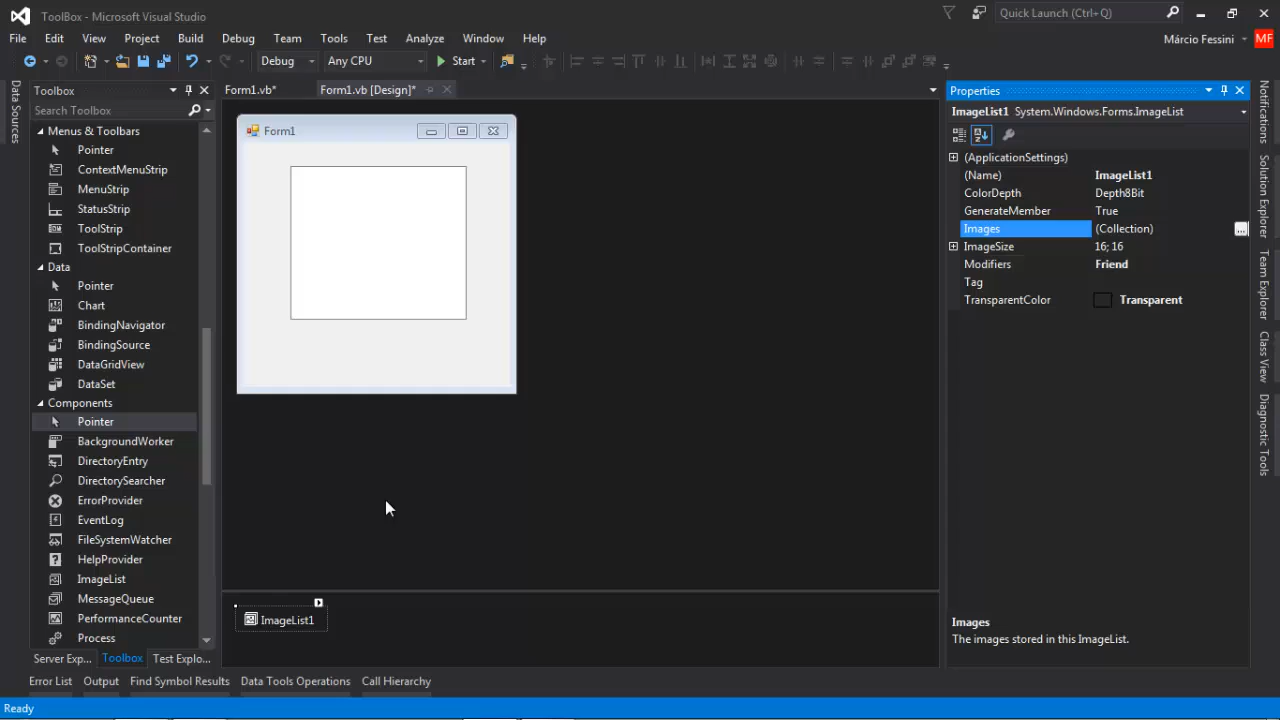 ToolBox - Microsoft Visual Studio
Quick Launch (Ctrl+Q)
File Edit View Project Build Debug Team Tools Test Analyze Window Help
Márcio Fessini MF
Debug Any CPU Start
Data Sources
Toolbox
Search Toolbox
Menus & Toolbars
Pointer
ContextMenuStrip
MenuStrip
StatusStrip
ToolStrip
ToolStripContainer
Data
Pointer
Chart
BindingNavigator
BindingSource
DataGridView
DataSet
Components
Pointer
BackgroundWorker
DirectoryEntry
DirectorySearcher
ErrorProvider
EventLog
FileSystemWatcher
HelpProvider
ImageList
MessageQueue
PerformanceCounter
Process
Server Exp... Toolbox Test Explo...
Form1.vb* Form1.vb [Design]*
Form1
ImageList1
Properties
ImageList1 System.Windows.Forms.ImageList
(ApplicationSettings)
(Name) ImageList1
ColorDepth Depth8Bit
GenerateMember True
Images (Collection) ...
ImageSize 16; 16
Modifiers Friend
Tag
TransparentColor Transparent
Images
The images stored in this ImageList.
Notifications
Solution Explorer
Team Explorer
Class View
Diagnostic Tools
Error List Output Find Symbol Results Data Tools Operations Call Hierarchy
Ready